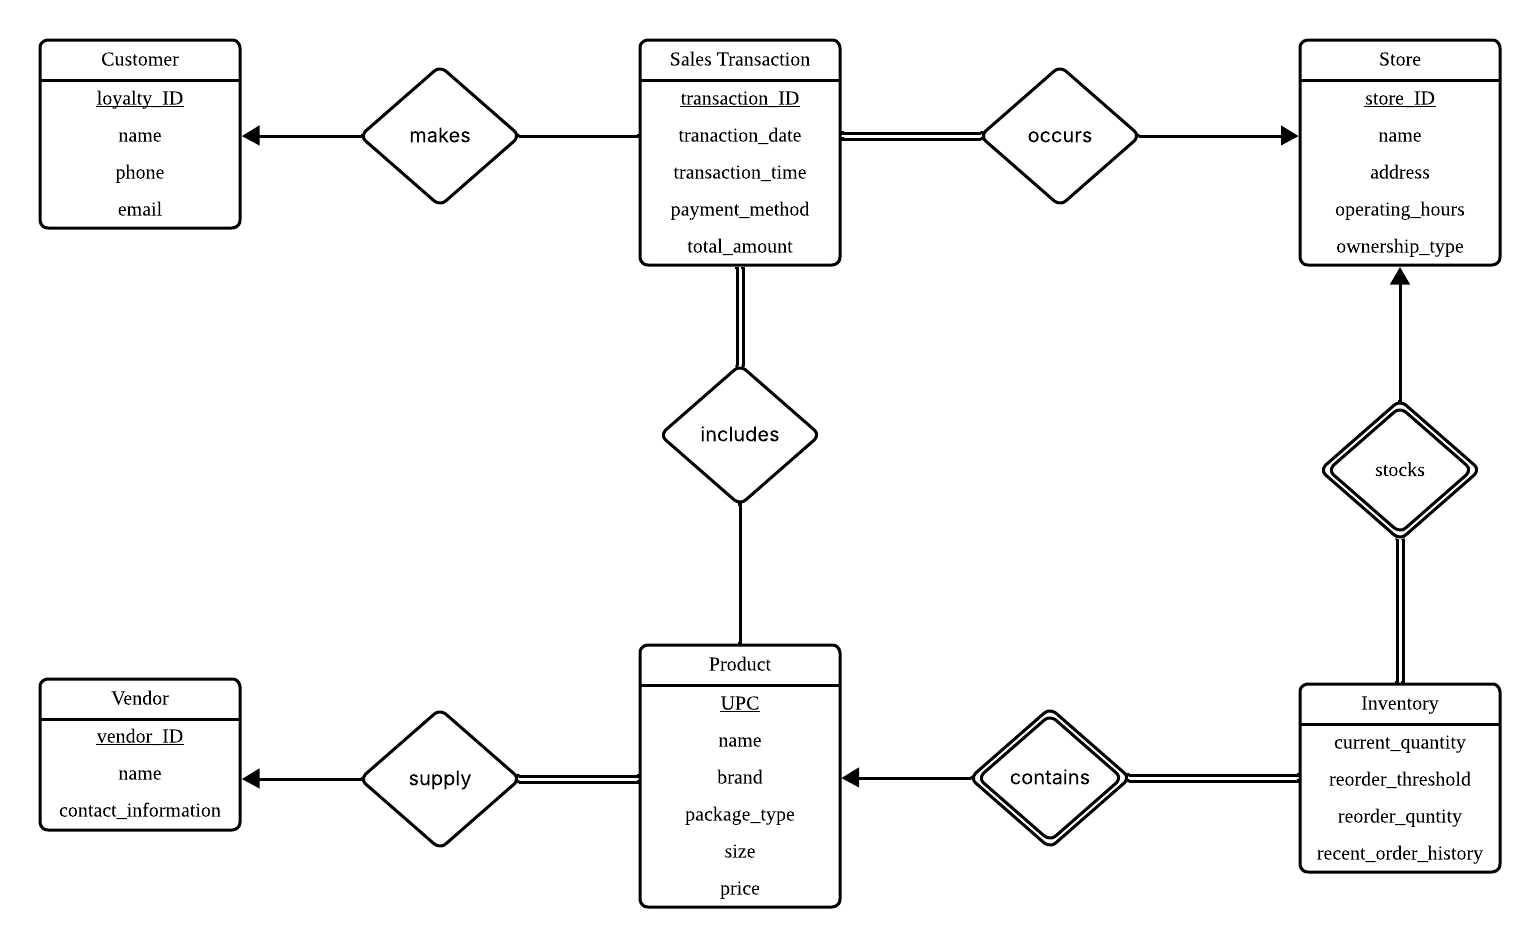 Customer
loyalty_ID
name
phone
email
makes
Sales Transaction
transaction_ID
tranaction_date
transaction_time
payment_method
total_amount
occurs
Store
store_ID
name
address
operating_hours
ownership_type
includes
stocks
Vendor
vendor_ID
name
contact_information
supply
Product
UPC
name
brand
package_type
size
price
contains
Inventory
current_quantity
reorder_threshold
reorder_quntity
recent_order_history